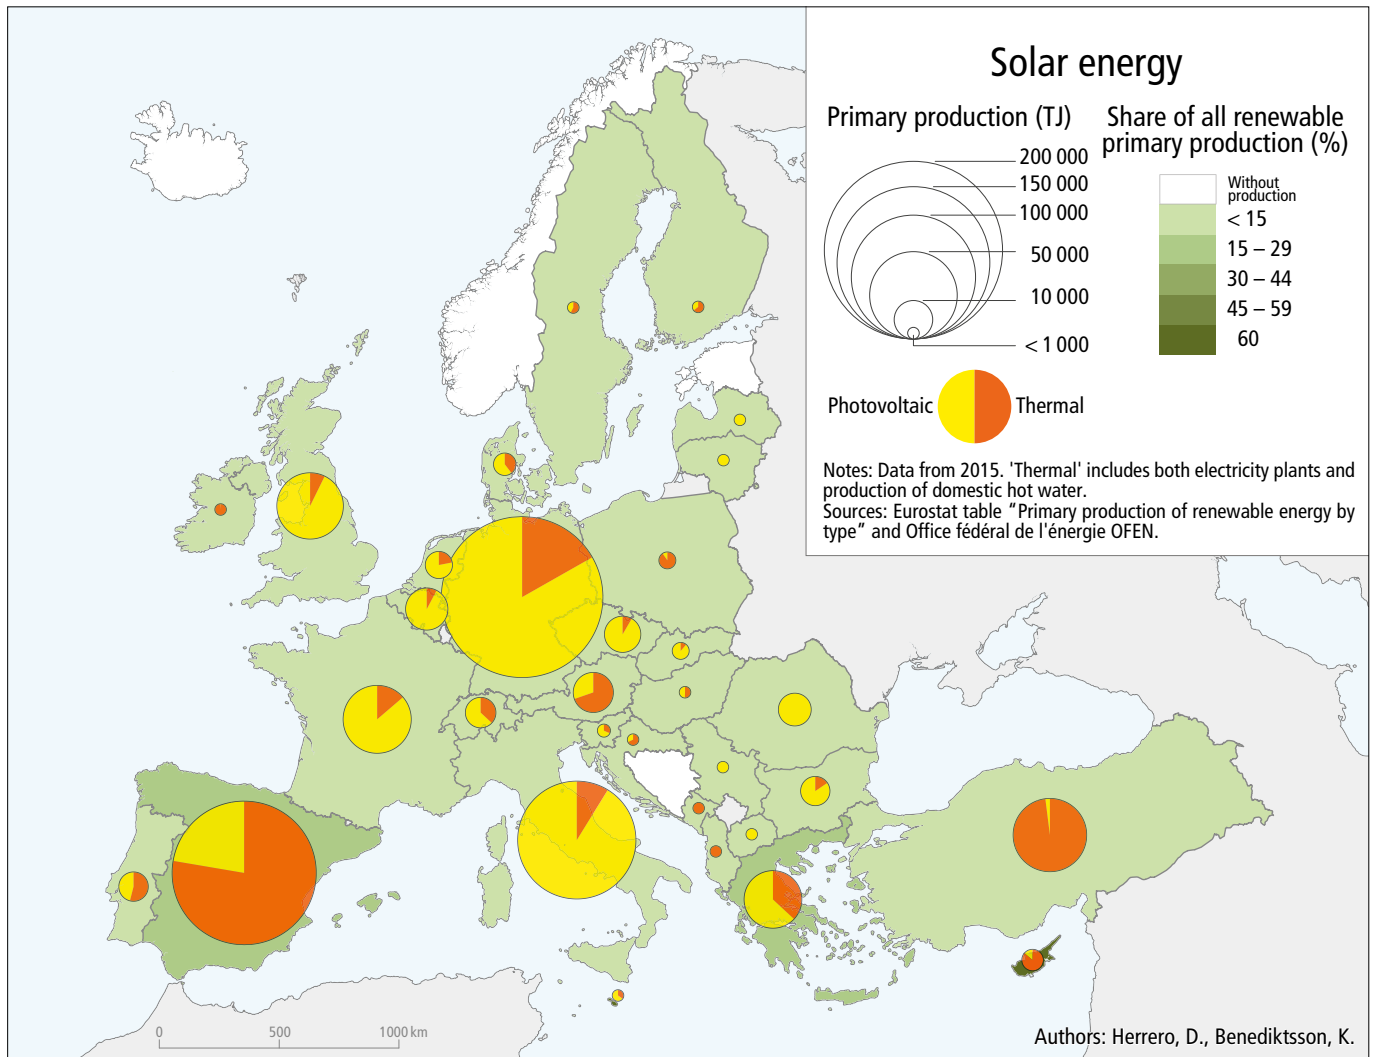 Solar energy
Primary production (TJ)
200 000
150 000
100 000
50 000
10 000
< 1 000
Share of all renewable
primary production (%)
Without
production
< 15
15 – 29
30 – 44
45 – 59
60
Photovoltaic
Thermal
Notes: Data from 2015. 'Thermal' includes both electricity plants and
production of domestic hot water.
Sources: Eurostat table “Primary production of renewable energy by
type” and Office fédéral de l'énergie OFEN.
0 500 1000 km
Authors: Herrero, D., Benediktsson, K.